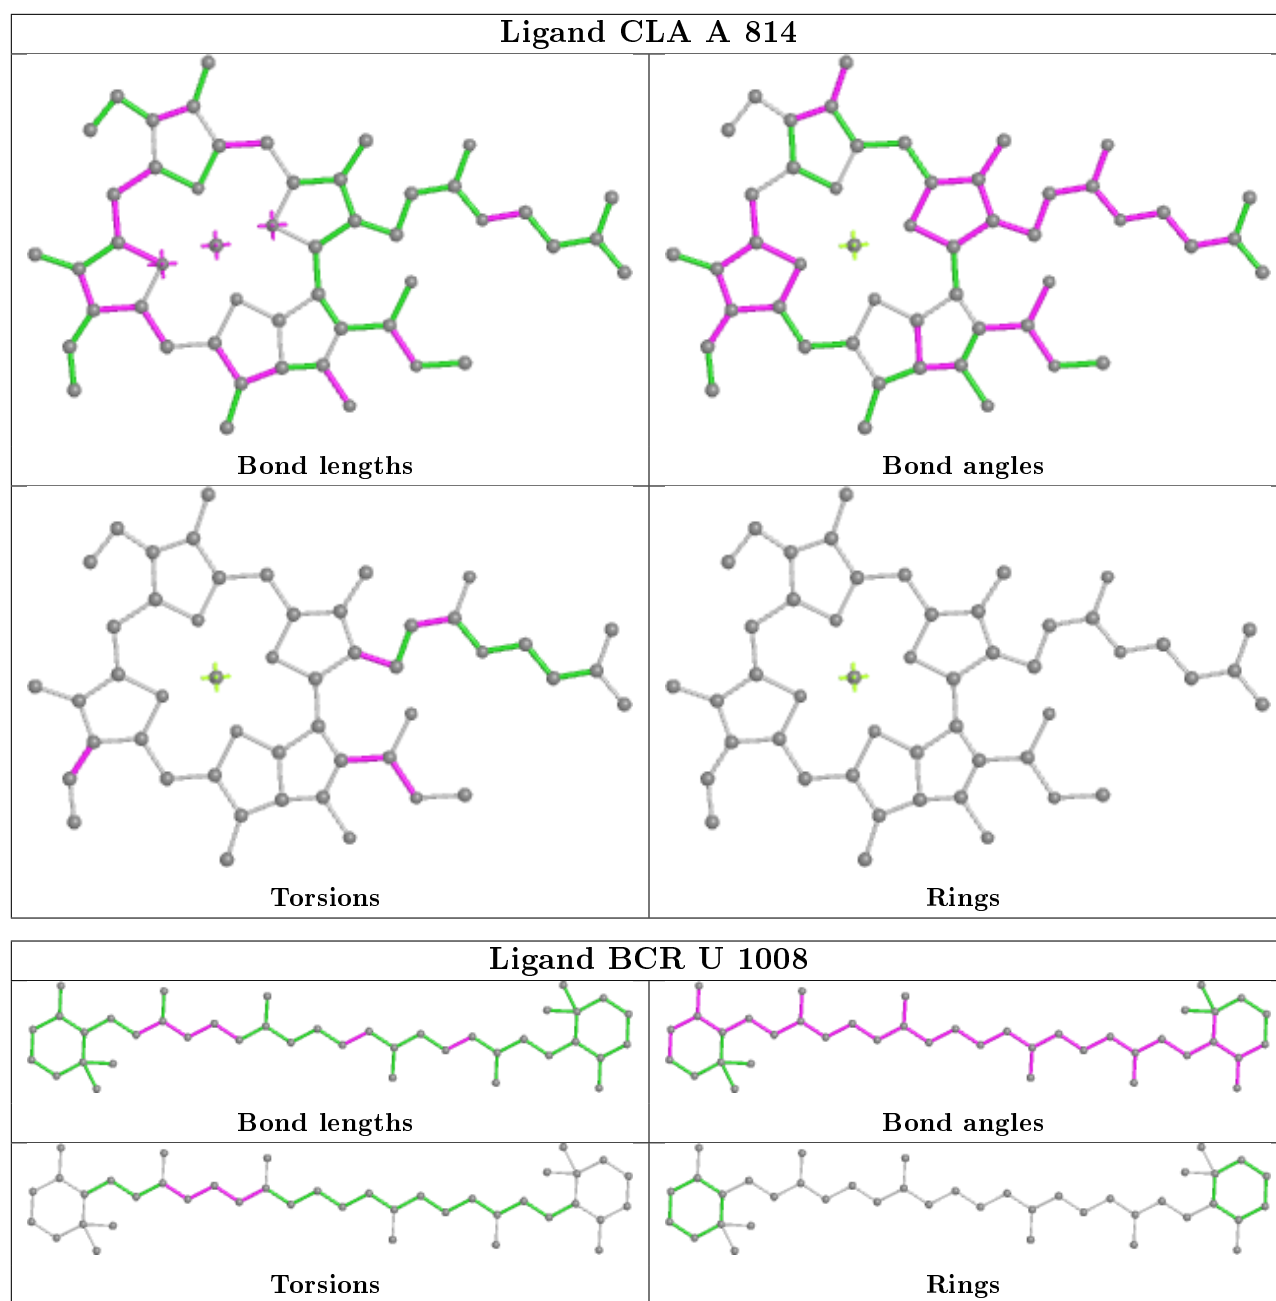 Ligand CLA A 814
Bond lengths
Bond angles
Torsions
Rings
Ligand BCR U 1008
Bond lengths
Bond angles
Torsions
Rings